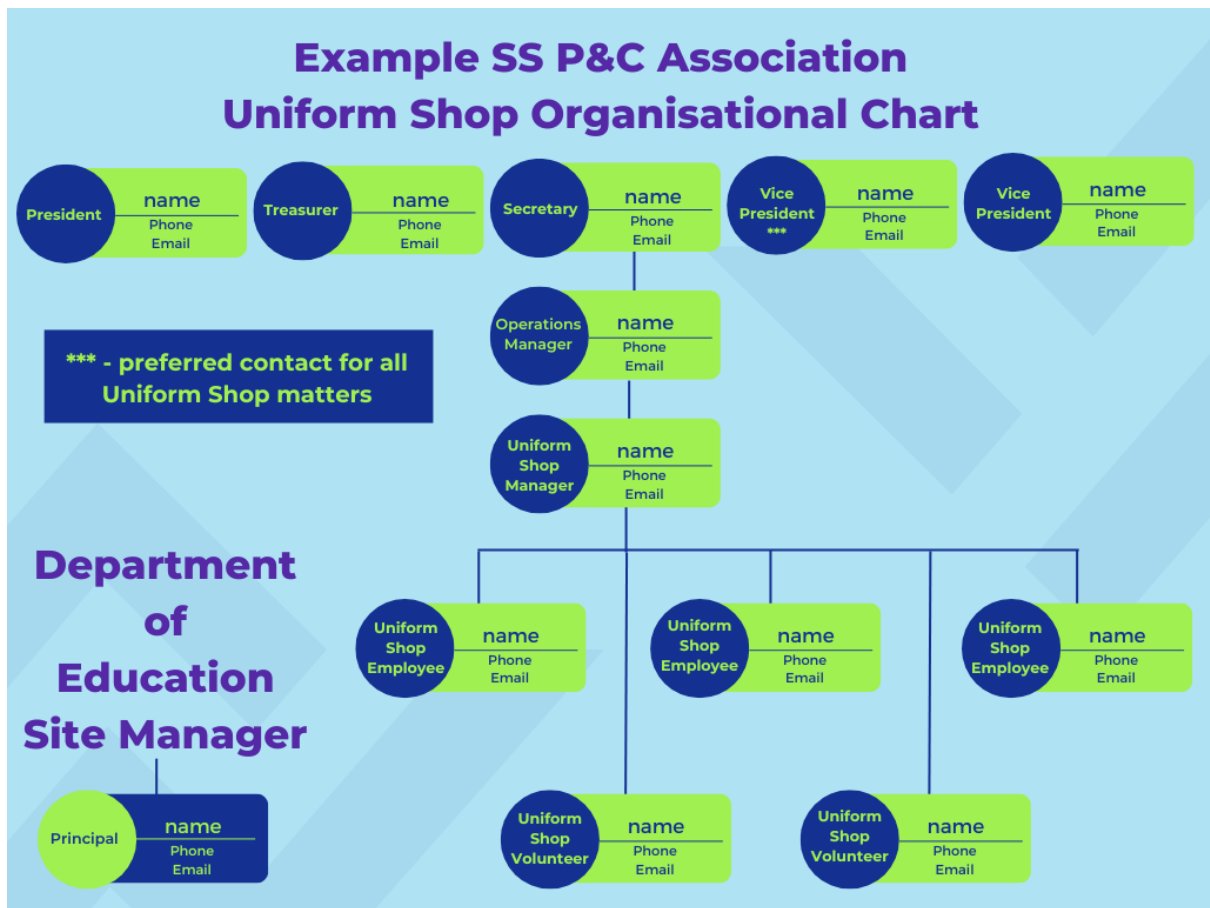 Example SS P&C Association
Uniform Shop Organisational Chart
President
name
Phone
Email
Treasurer
name
Phone
Email
Secretary
name
Phone
Email
Vice
President
***
name
Phone
Email
Vice
President
name
Phone
Email
Operations
Manager
name
Phone
Email
*** - preferred contact for all
Uniform Shop matters
Uniform
Shop
Manager
name
Phone
Email
Department
of
Education
Site Manager
Uniform
Shop
Employee
name
Phone
Email
Uniform
Shop
Employee
name
Phone
Email
Uniform
Shop
Employee
name
Phone
Email
Principal
name
Phone
Email
Uniform
Shop
Volunteer
name
Phone
Email
Uniform
Shop
Volunteer
name
Phone
Email